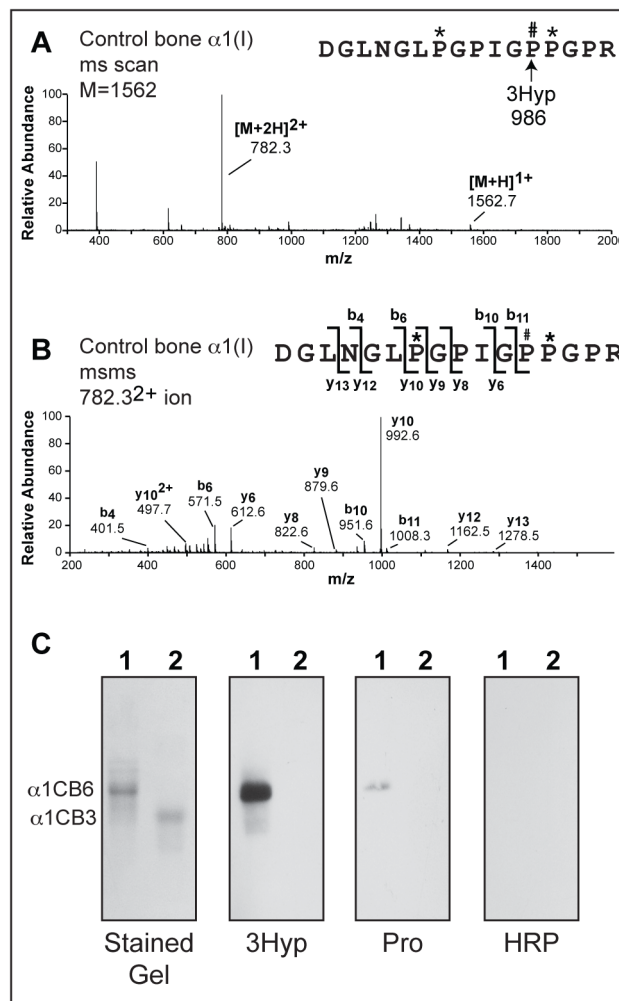 A
Control bone α1(I)
ms scan
M=1562
* # *
DGLNGLPGPIGPPGPR
3Hyp
986
[M+2H]2+
782.3
[M+H]1+
1562.7
Relative Abundance
100
80
60
40
20
0
400 600 800 1000 1200 1400 1600 1800 2000
m/z
B
Control bone α1(I)
msms
782.32+ ion
b4 b6 b10 b11
* # *
DGLNGLPGPIGPPGPR
y13 y12 y10 y9 y8 y6
Relative Abundance
100
80
60
40
20
0
b4
401.5
y10 2+
497.7
b6
571.5
y6
612.6
y8
822.6
y9
879.6
b10
951.6
y10
992.6
b11
1008.3
y12
1162.5
y13
1278.5
200 400 600 800 1000 1200 1400
m/z
C
1 2 1 2 1 2 1 2
α1CB6
α1CB3
Stained Gel 3Hyp Pro HRP